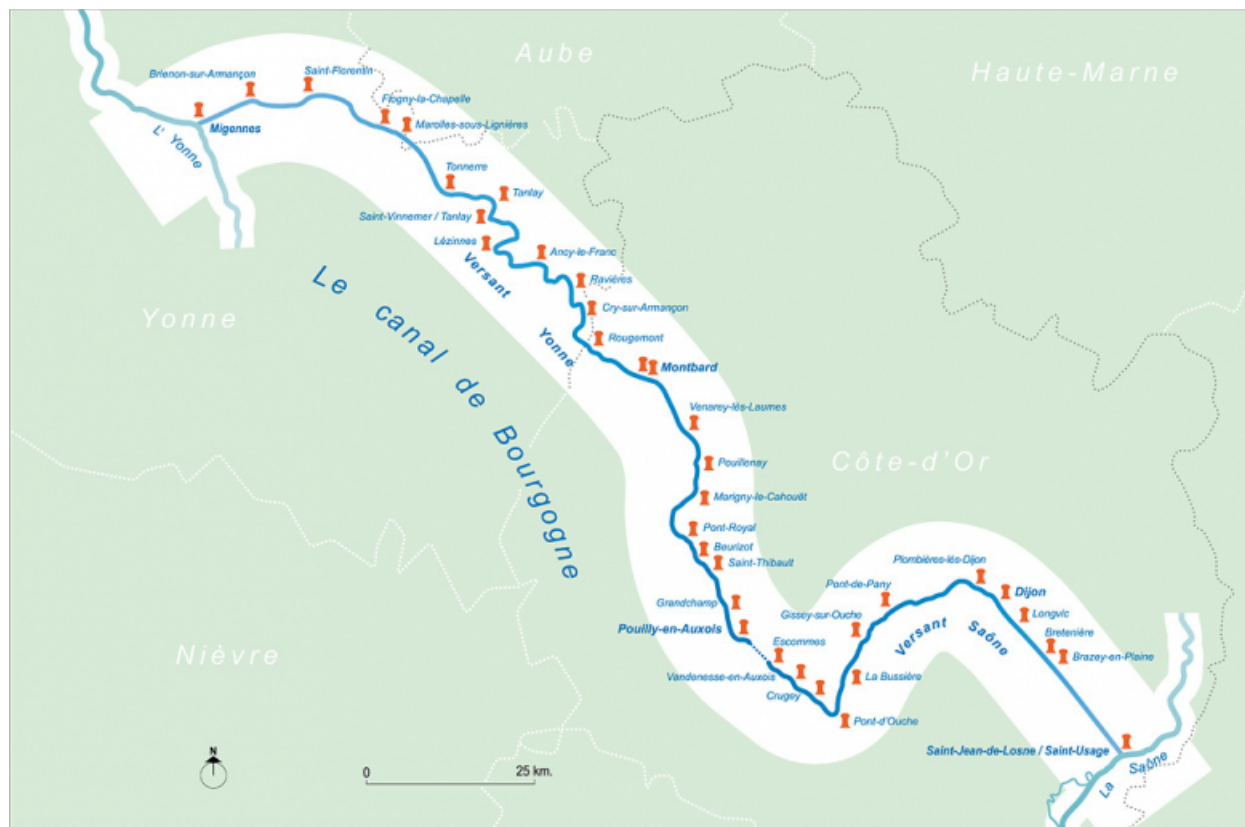 Aube
Haute-Marne
Saint-Florentin
Brienon-sur-Armançon
Migennes
L' Yonne
Flogny-la-Chapelle
Marolles-sous-Lignières
Tonnerre
Tanlay
Saint-Vinnemer / Tanlay
Lézinnes
Ancy-le-Franc
Versant Yonne
Ravières
Cry-sur-Armançon
Rougemont
Montbard
Yonne
Le canal de Bourgogne
Venarey-lès-Laumes
Pouillenay
Côte-d'Or
Marigny-le-Cahouët
Pont-Royal
Beurizot
Saint-Thibault
Grandchamp
Pouilly-en-Auxois
Nièvre
Escommes
Vandenesse-en-Auxois
Crugey
Pont-d'Ouche
La Bussière
Gissey-sur-Ouche
Pont-de-Pany
Plombières-lès-Dijon
Versant Saône
Dijon
Longvic
Bretenière
Brazey-en-Plaine
Saint-Jean-de-Losne / Saint-Usage
La Saône
N
0 25 km.